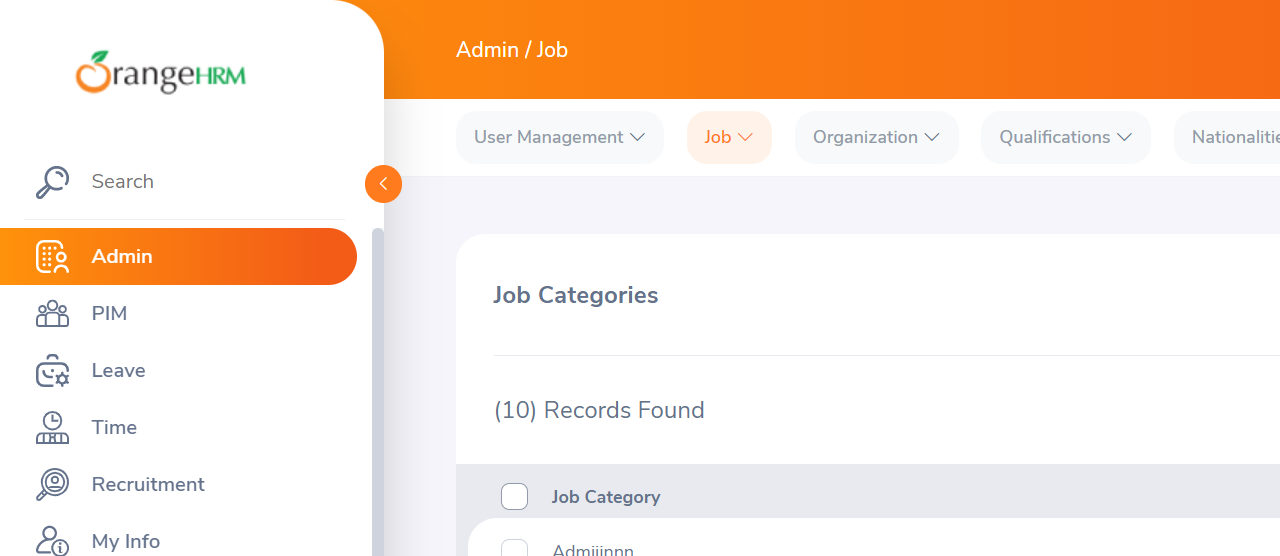 OrangeHRM
Search
Admin
PIM
Leave
Time
Recruitment
My Info
Admin / Job
User Management
Job
Organization
Qualifications
Nationalitie
Job Categories
(10) Records Found
Job Category
Admiiinnn